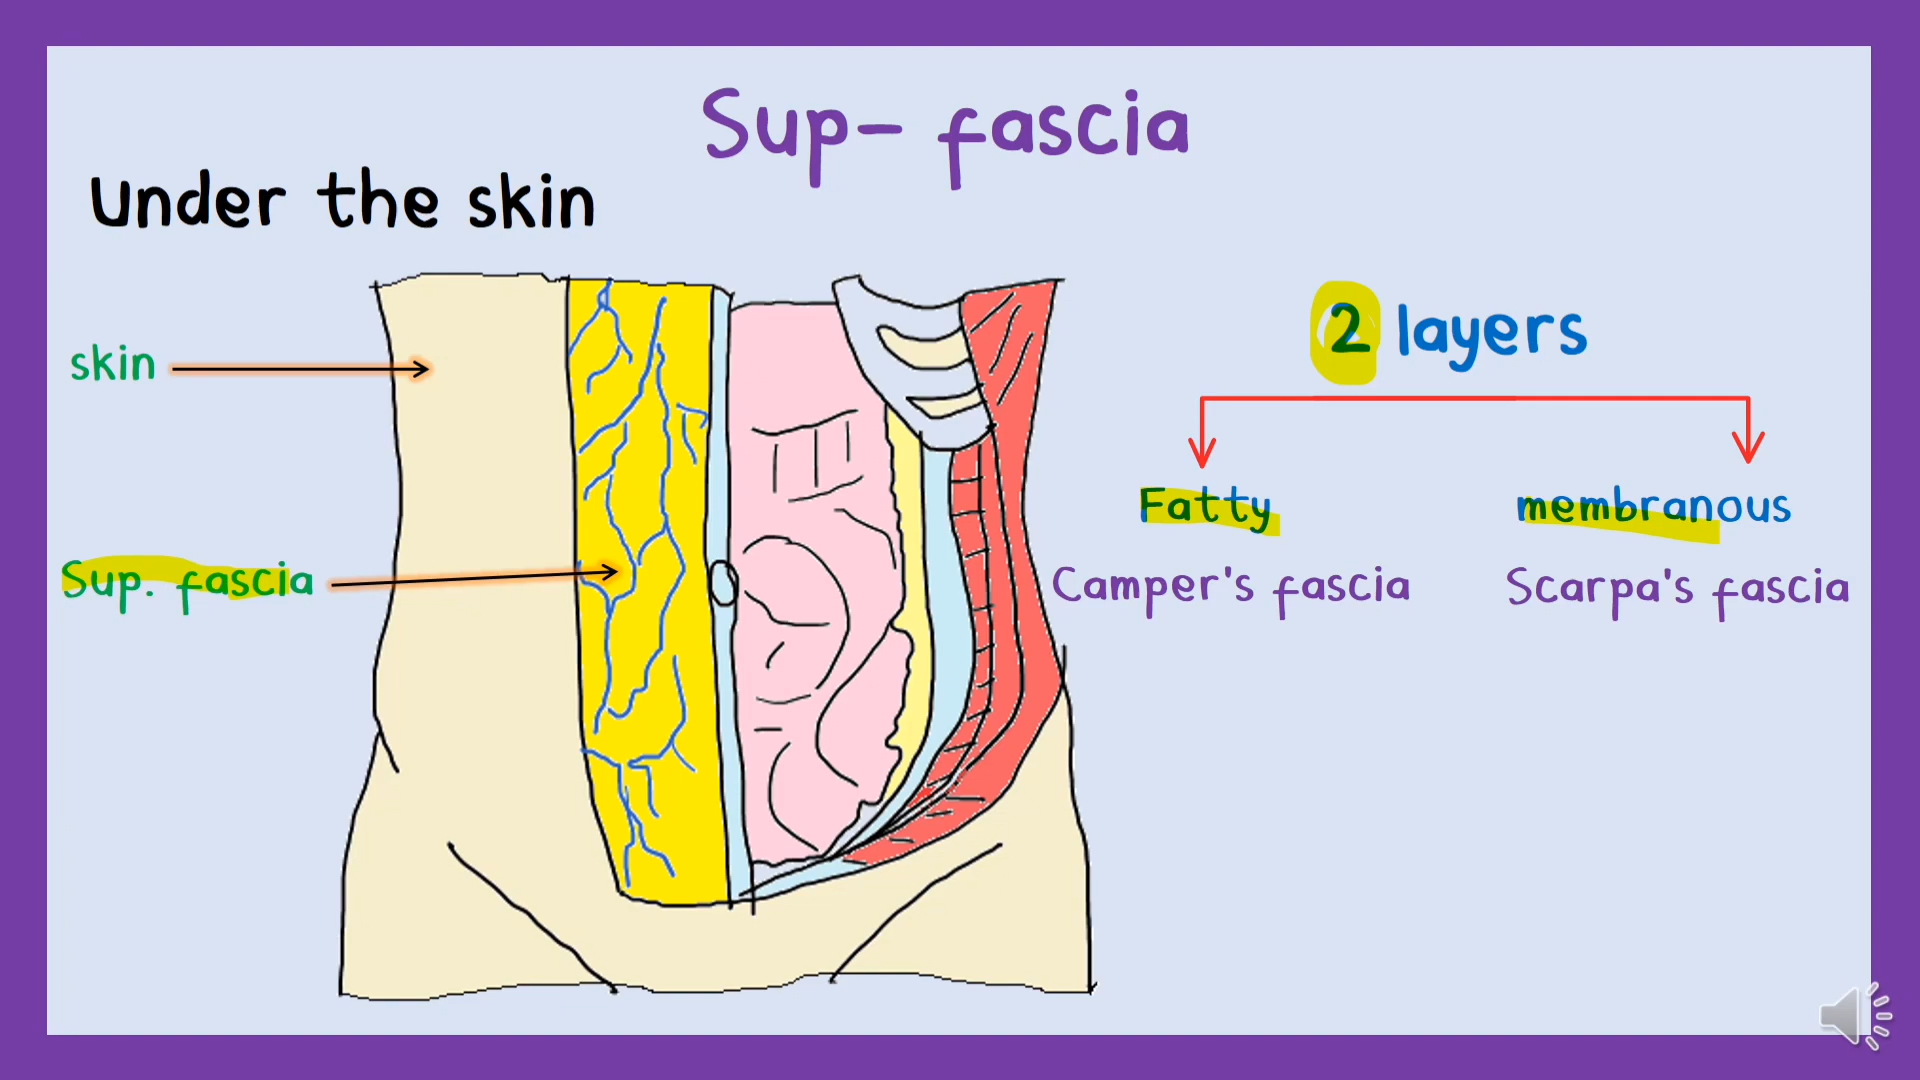 Sup- fascia
Under the skin
skin
Sup. fascia
2 layers
Fatty
membranous
Camper's fascia
Scarpa's fascia